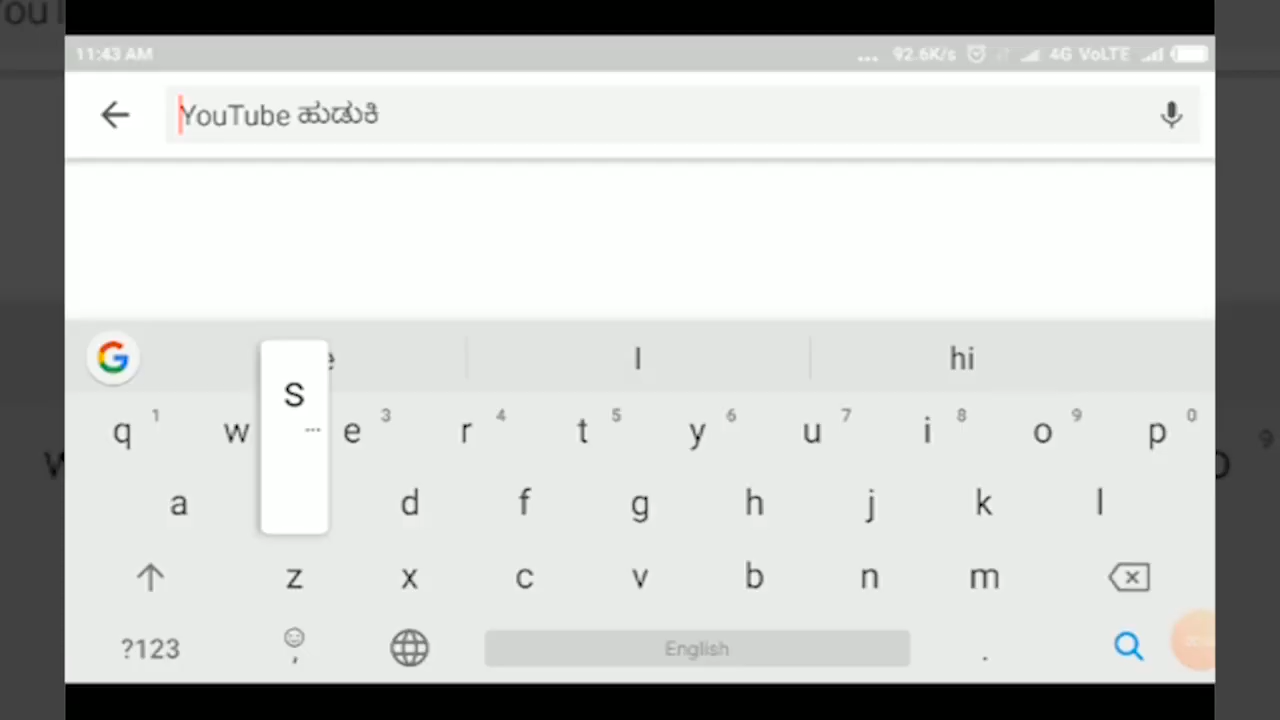 11:43 AM ... 92.6K/s 4G VoLTE
YouTube ಹುಡುಕಿ
I hi
q 1 w e 3 r 4 t 5 y 6 u 7 i 8 o 9 p 0
S
...
a d f g h j k l
z x c v b n m
?123 , English .